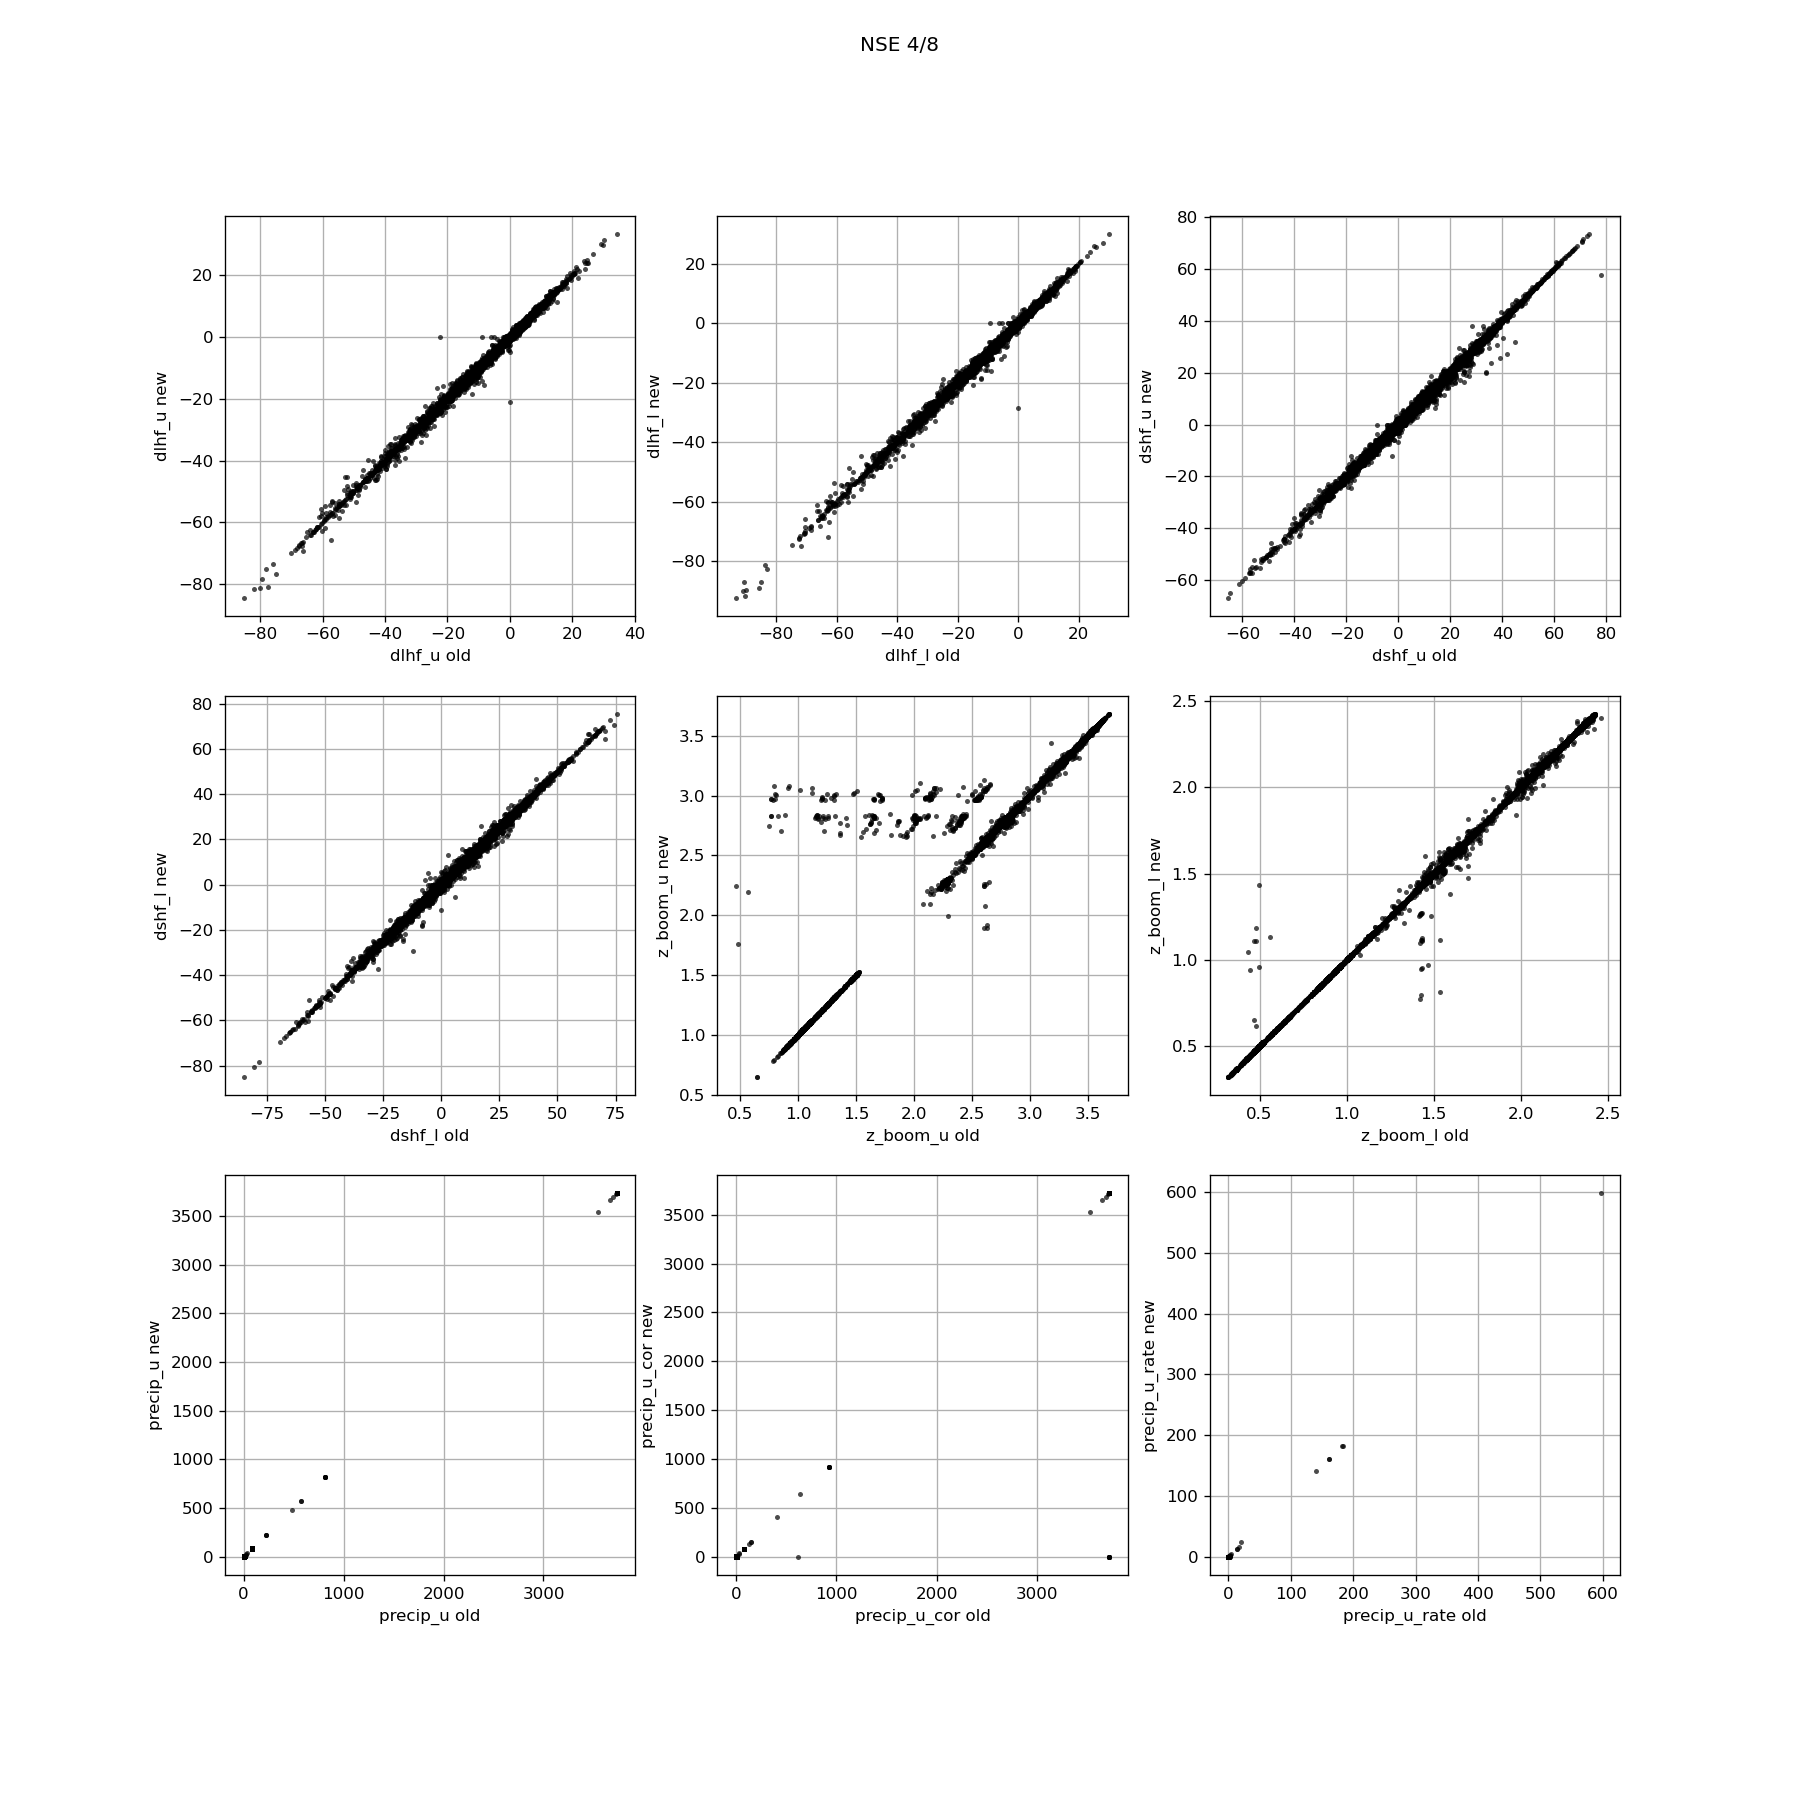 NSE 4/8
20
0
−20
−40
−60
−80
dlhf_u new
−80 −60 −40 −20 0 20 40
dlhf_u old
20
0
−20
−40
−60
−80
dlhf_l new
−80 −60 −40 −20 0 20
dlhf_l old
80
60
40
20
0
−20
−40
−60
dshf_u new
−60 −40 −20 0 20 40 60 80
dshf_u old
80
60
40
20
0
−20
−40
−60
−80
dshf_l new
−75 −50 −25 0 25 50 75
dshf_l old
3.5
3.0
2.5
2.0
1.5
1.0
0.5
z_boom_u new
0.5 1.0 1.5 2.0 2.5 3.0 3.5
z_boom_u old
2.5
2.0
1.5
1.0
0.5
z_boom_l new
0.5 1.0 1.5 2.0 2.5
z_boom_l old
3500
3000
2500
2000
1500
1000
500
0
precip_u new
0 1000 2000 3000
precip_u old
3500
3000
2500
2000
1500
1000
500
0
precip_u_cor new
0 1000 2000 3000
precip_u_cor old
600
500
400
300
200
100
0
precip_u_rate new
0 100 200 300 400 500 600
precip_u_rate old